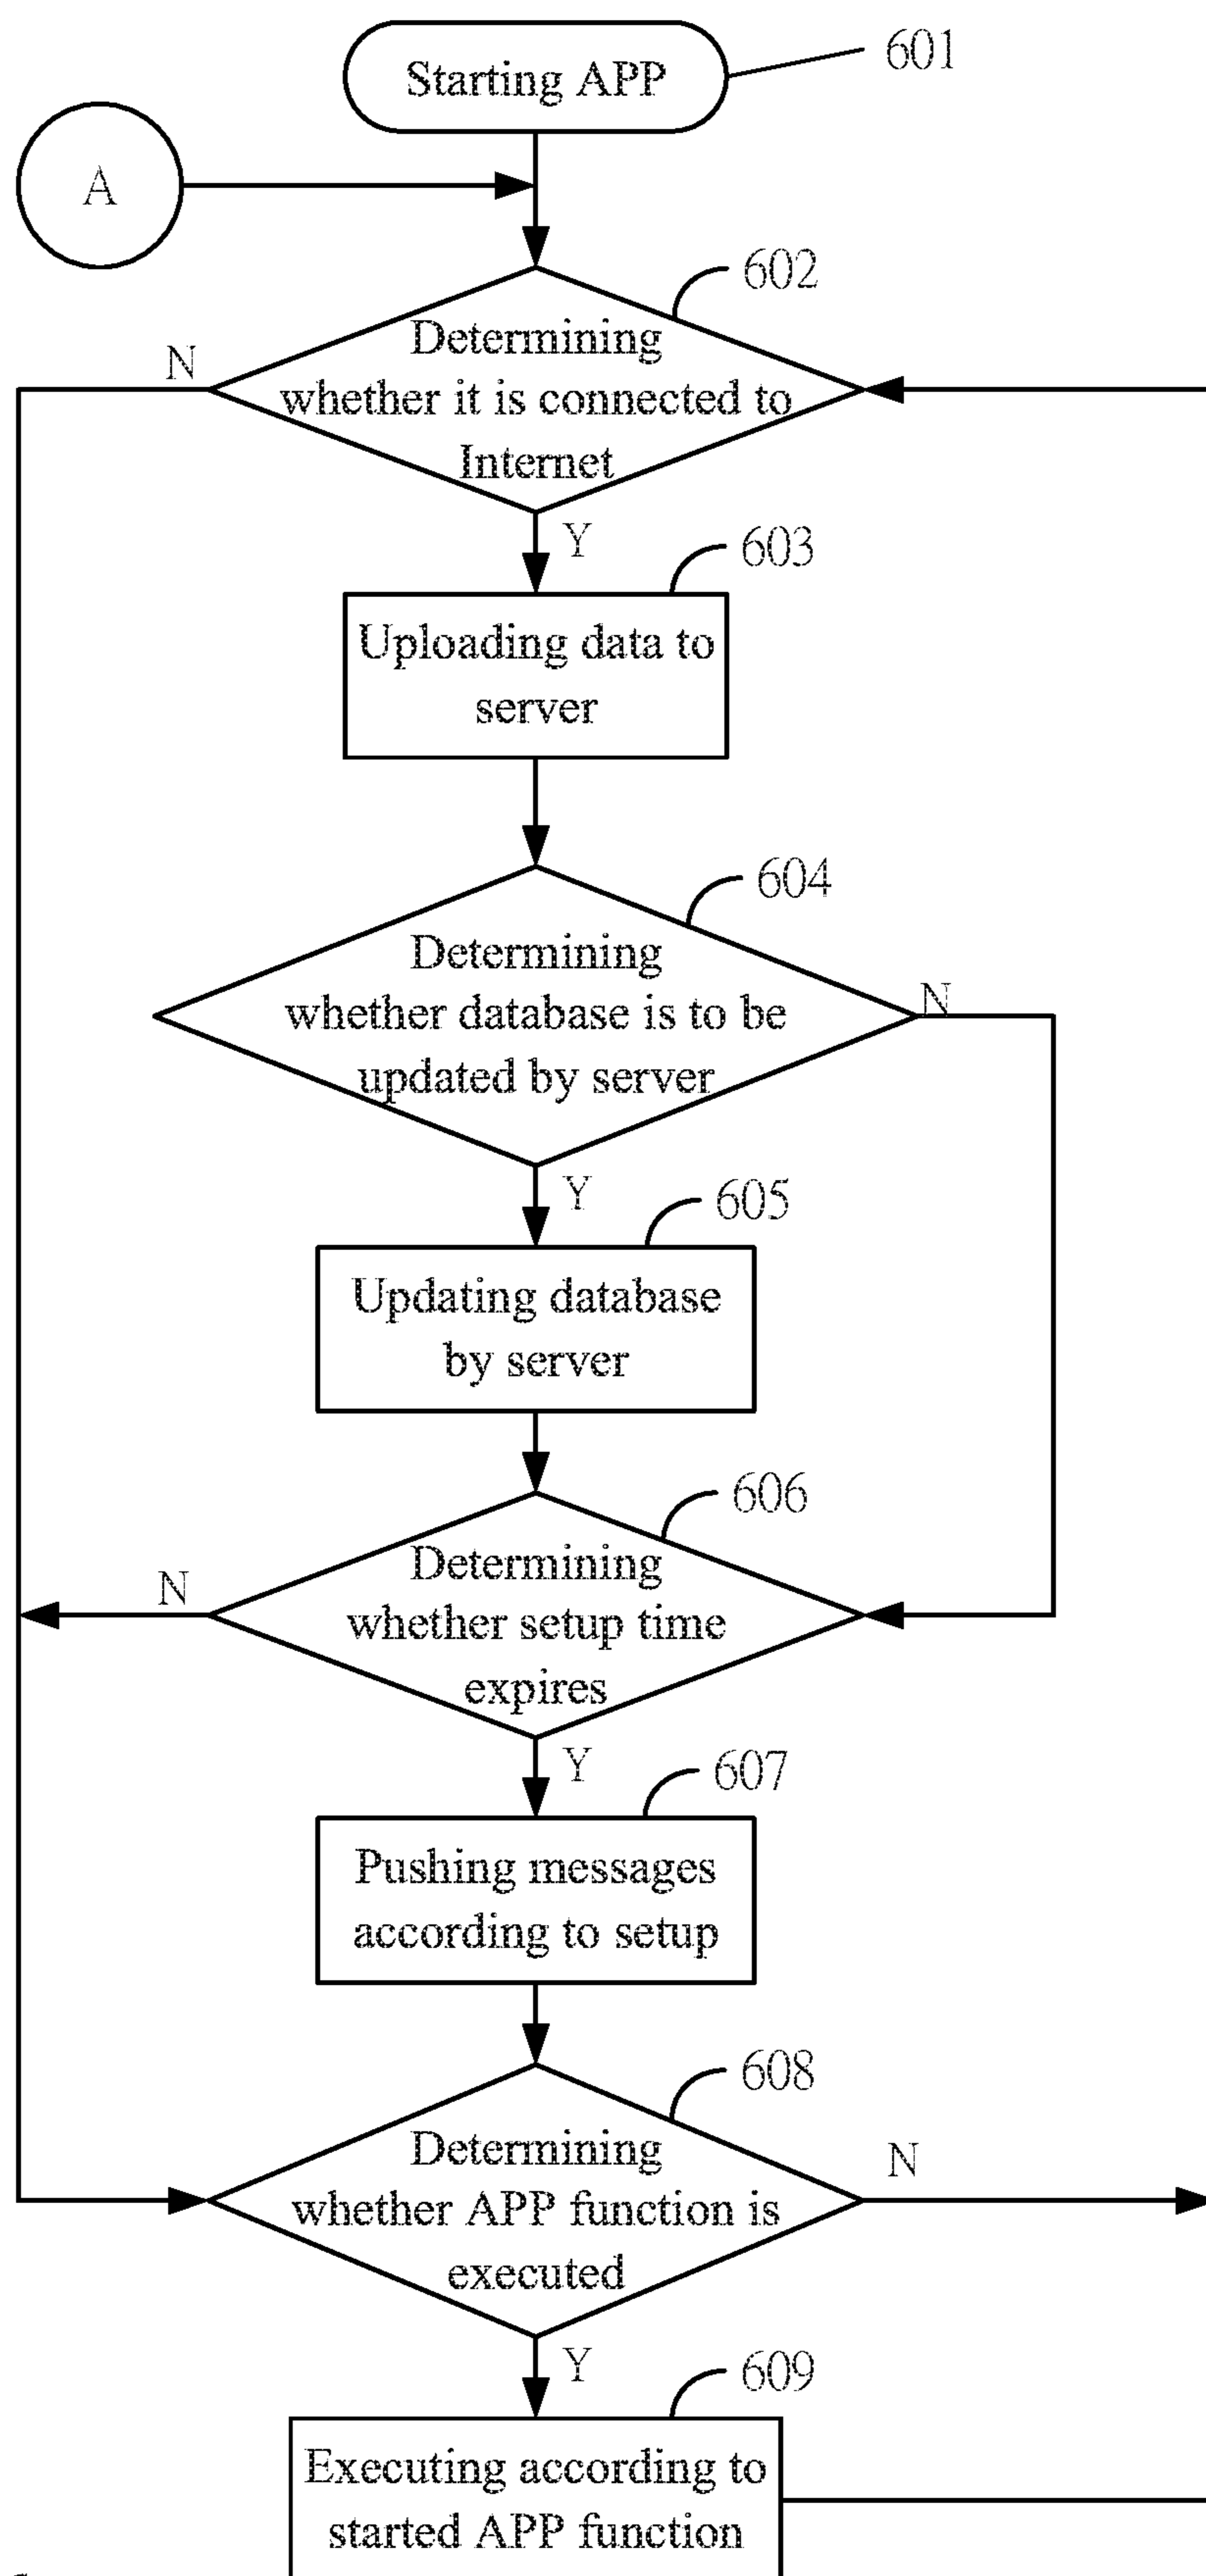 Starting APP
601
A
602
Determining
whether it is connected to
Internet
N
Y
603
Uploading data to
server
604
Determining
whether database is to be
updated by server
N
Y
605
Updating database
by server
606
Determining
whether setup time
expires
N
Y
607
Pushing messages
according to setup
608
Determining
whether APP function is
executed
N
Y
609
Executing according to
started APP function